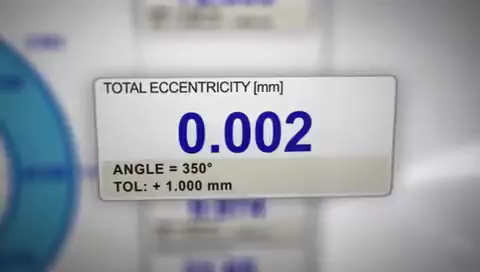 TOTAL ECCENTRICITY [mm]
0.002
ANGLE = 350°
TOL: + 1.000 mm